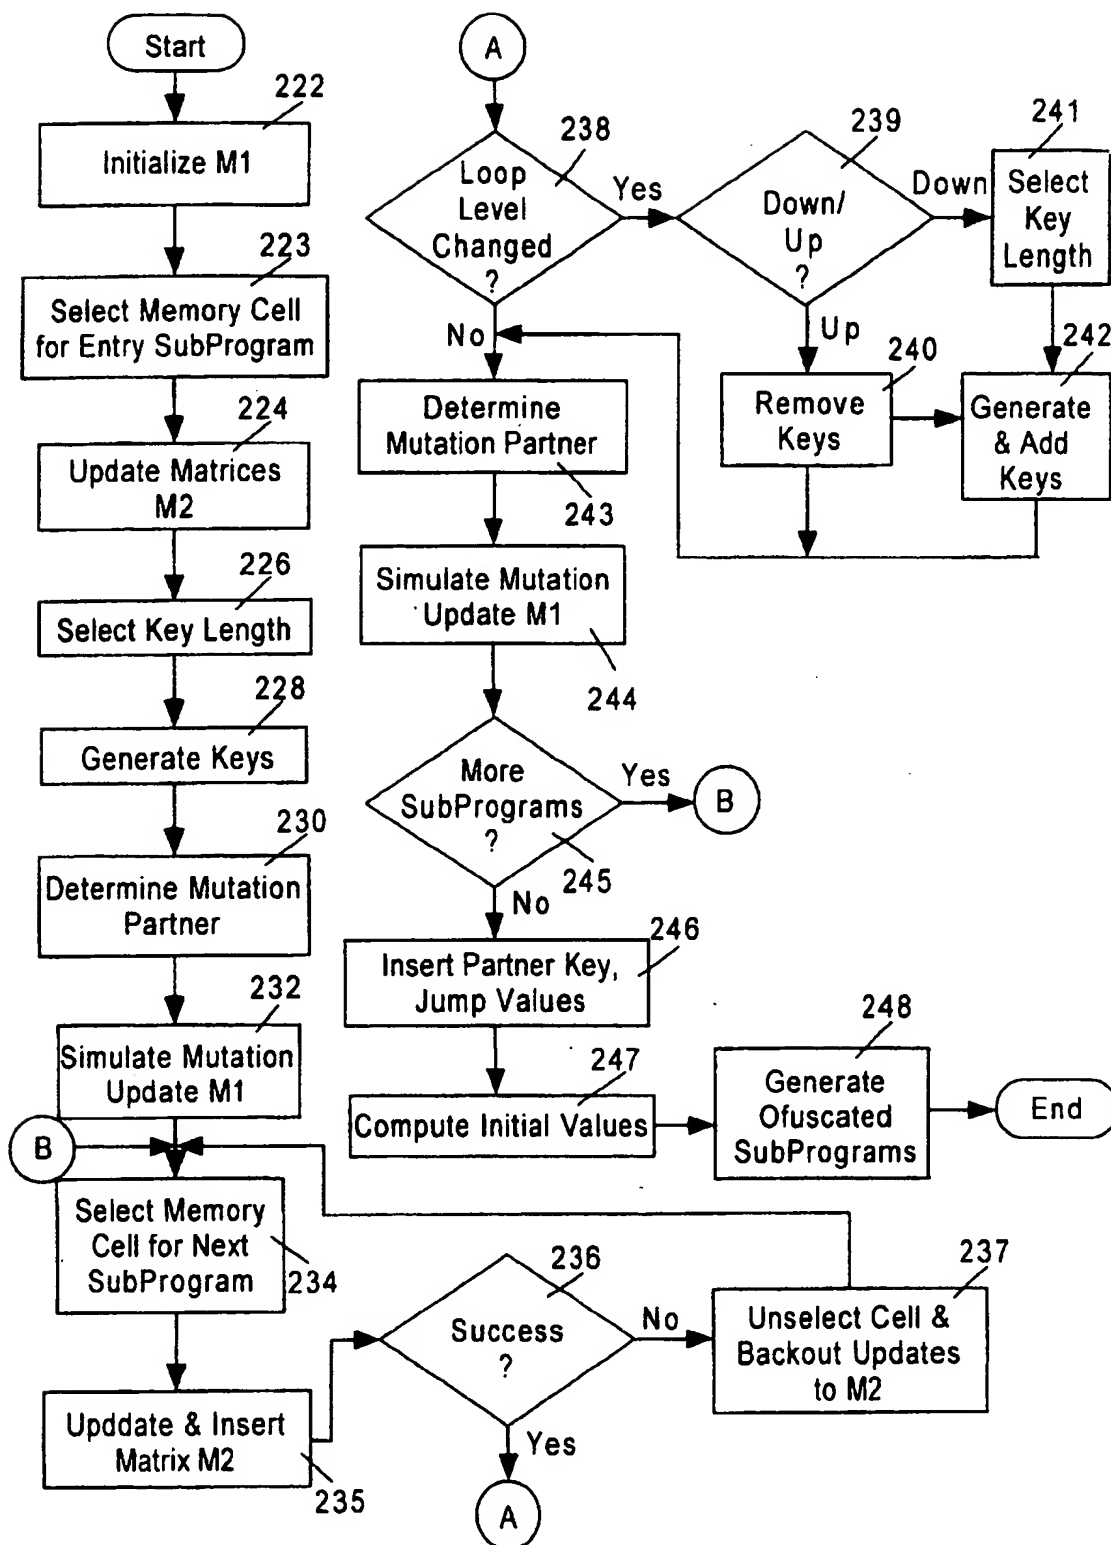 Start
222
Initialize M1
223
Select Memory Cell
for Entry SubProgram
224
Update Matrices
M2
226
Select Key Length
228
Generate Keys
230
Determine Mutation
Partner
232
Simulate Mutation
Update M1
B
Select Memory
Cell for Next
SubProgram
234
Upddate & Insert
Matrix M2
235
236
Success
?
No
Yes
A
237
Unselect Cell &
Backout Updates
to M2
A
238
Loop
Level
Changed
?
Yes
No
239
Down/
Up
?
Down
Up
241
Select
Key
Length
240
Remove
Keys
242
Generate
& Add
Keys
Determine
Mutation Partner
243
Simulate Mutation
Update M1
244
More
SubPrograms
?
245
Yes
B
No
246
Insert Partner Key,
Jump Values
247
Compute Initial Values
248
Generate
Ofuscated
SubPrograms
End